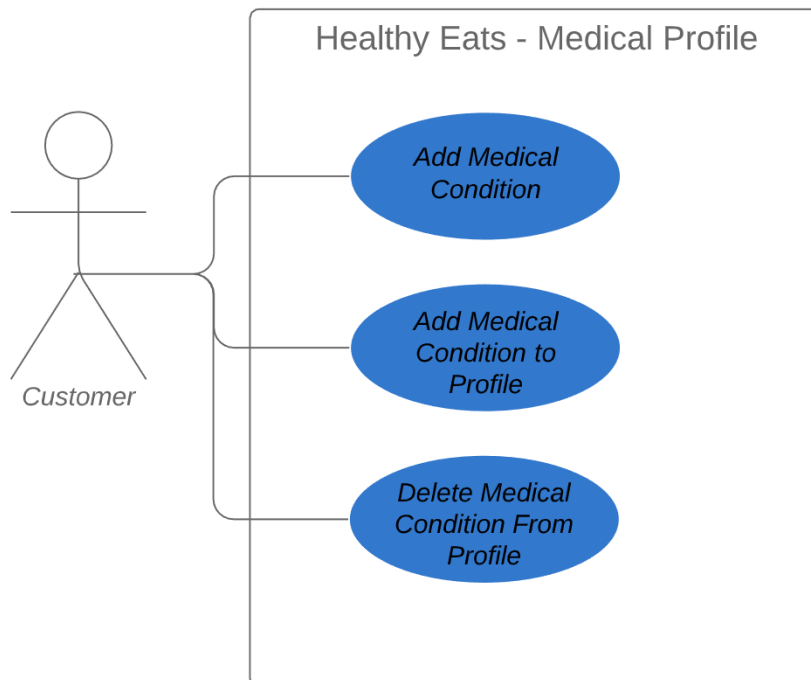 Healthy Eats - Medical Profile
Add Medical
Condition
Add Medical
Condition to
Profile
Customer
Delete Medical
Condition From
Profile